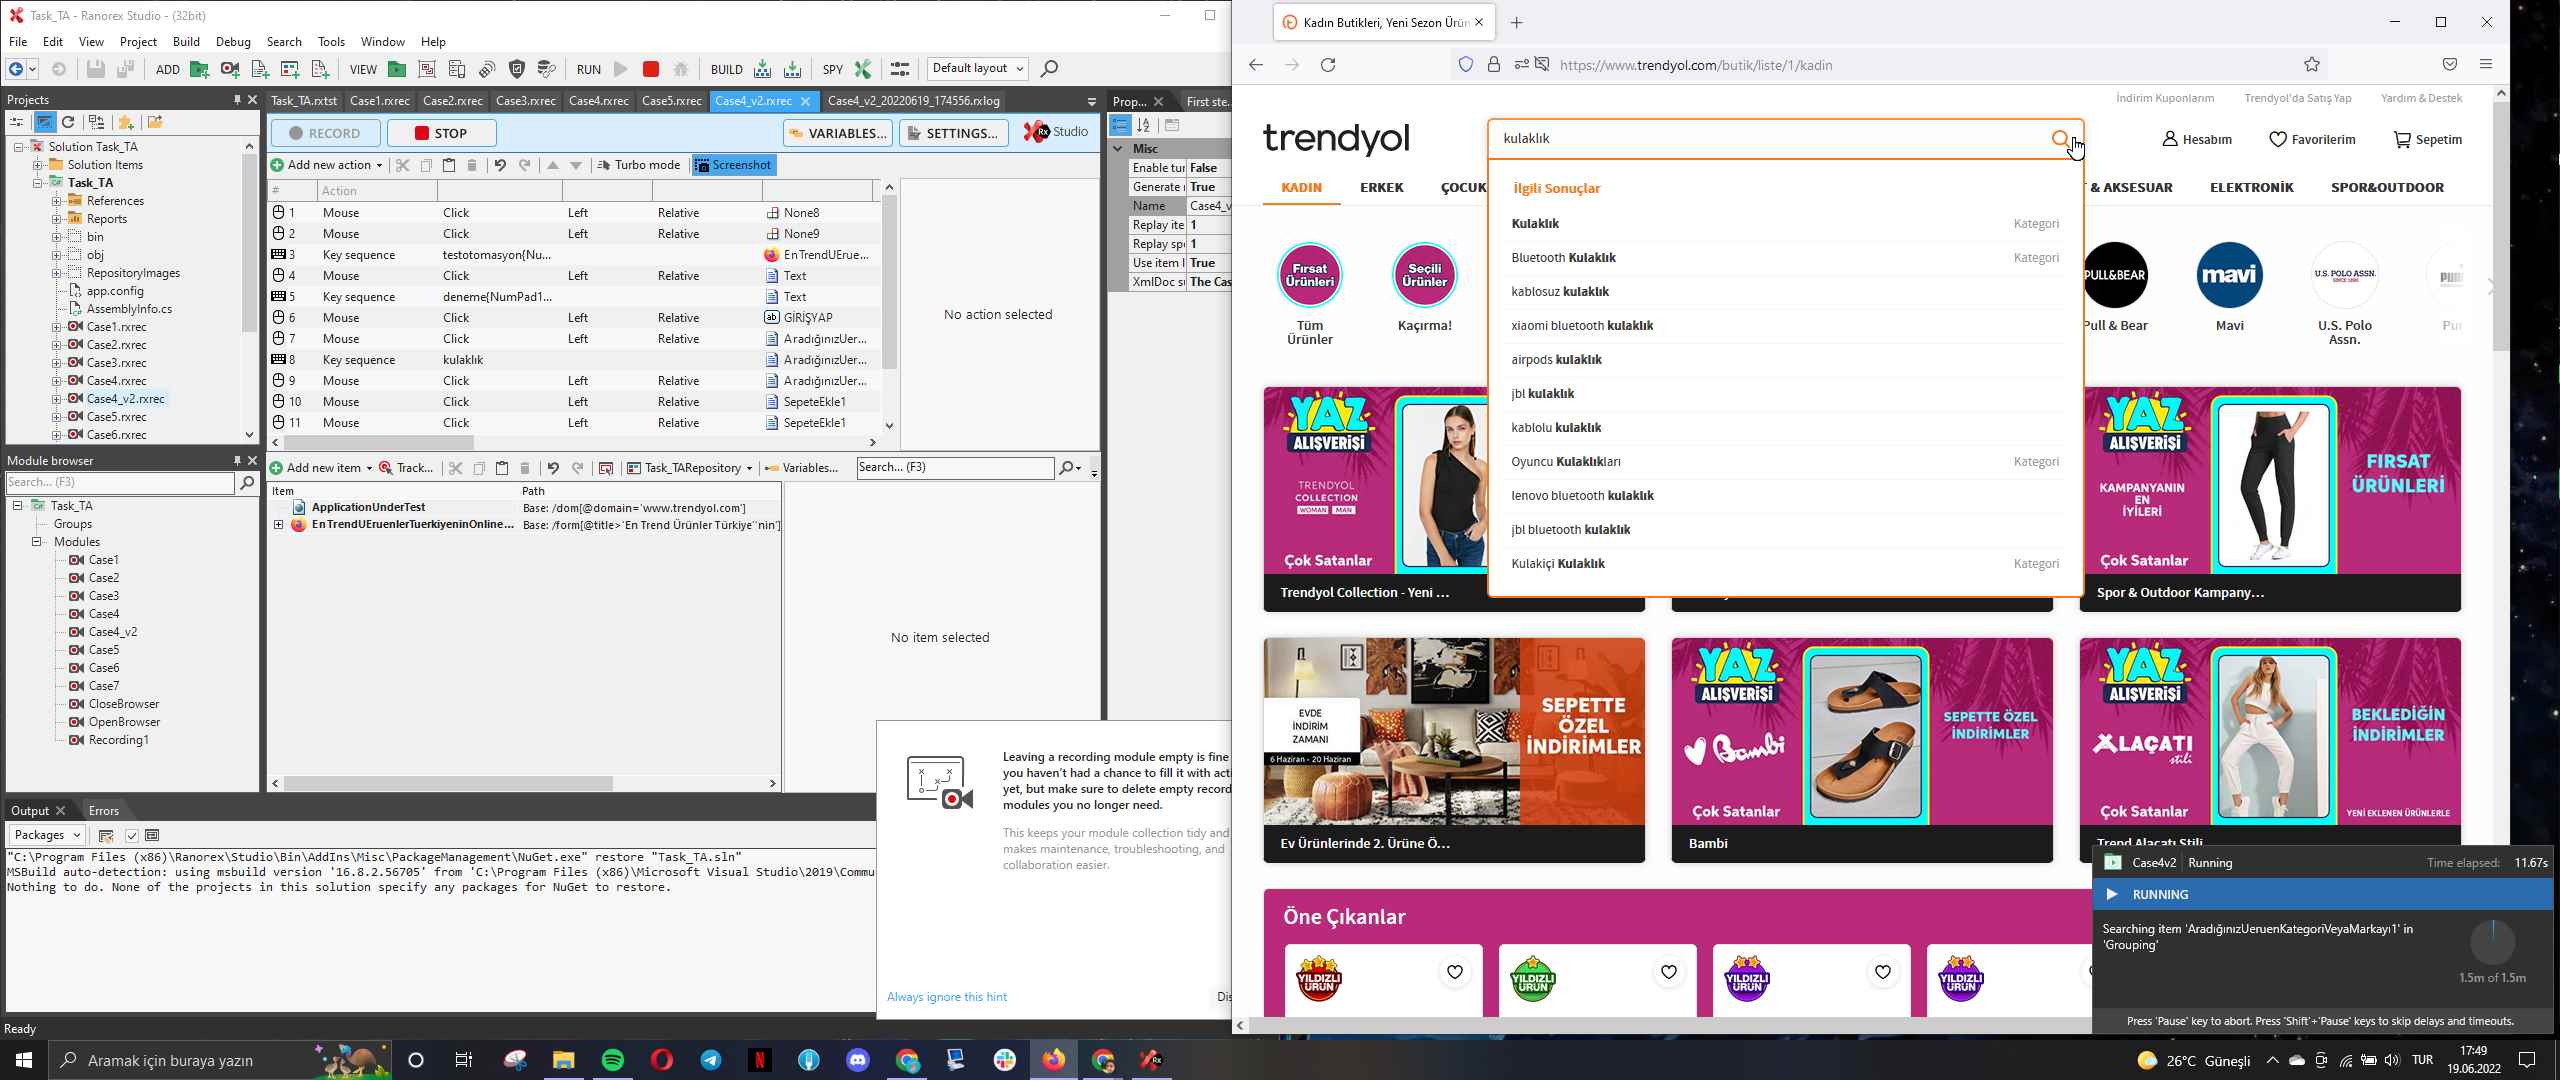 Task_TA - Ranorex Studio - (32bit)
File Edit View Project Build Debug Search Tools Window Help
ADD VIEW RUN BUILD SPY Default layout
Projects
Solution Task_TA
Solution Items
Task_TA
References
Reports
bin
obj
RepositoryImages
app.config
AssemblyInfo.cs
Case1.rxrec
Case2.rxrec
Case3.rxrec
Case4.rxrec
Case4_v2.rxrec
Case5.rxrec
Case6.rxrec
Module browser
Search... (F3)
Task_TA
Groups
Modules
Case1
Case2
Case3
Case4
Case4_v2
Case5
Case6
Case7
CloseBrowser
OpenBrowser
Recording1
Task_TA.rxtst Case1.rxrec Case2.rxrec Case3.rxrec Case4.rxrec Case5.rxrec Case4_v2.rxrec Case4_v2_20220619_174556.rxlog
RECORD STOP VARIABLES... SETTINGS... Rx Studio
Add new action Turbo mode Screenshot
# Action
1 Mouse Click Left Relative None8
2 Mouse Click Left Relative None9
3 Key sequence testotomasyon{Nu... EnTrendUErue...
4 Mouse Click Left Relative Text
5 Key sequence deneme{NumPad1... Text
6 Mouse Click Left Relative GİRİŞYAP
7 Mouse Click Left Relative AradığınızUer...
8 Key sequence kulaklık AradığınızUer...
9 Mouse Click Left Relative AradığınızUer...
10 Mouse Click Left Relative SepeteEkle1
11 Mouse Click Left Relative SepeteEkle1
No action selected
Add new item Track... Task_TARepository Variables... Search... (F3)
Item Path
ApplicationUnderTest Base: /dom[@domain='www.trendyol.com']
EnTrendUEruenlerTuerkiyeninOnline... Base: /form[@title>'En Trend Ürünler Türkiye''nin']
No item selected
Prop... First ste...
Misc
Enable tur False
Generate r True
Name Case4_v
Replay ite 1
Replay spe 1
Use item l True
XmlDoc su The Cas
Leaving a recording module empty is fine
you haven't had a chance to fill it with acti
yet, but make sure to delete empty record
modules you no longer need.
This keeps your module collection tidy and
makes maintenance, troubleshooting, and
collaboration easier.
Always ignore this hint
Dis
Output Errors
Packages
"C:\Program Files (x86)\Ranorex\Studio\Bin\AddIns\Misc\PackageManagement\NuGet.exe" restore "Task_TA.sln"
MSBuild auto-detection: using msbuild version '16.8.2.56705' from 'C:\Program Files (x86)\Microsoft Visual Studio\2019\Commu
Nothing to do. None of the projects in this solution specify any packages for NuGet to restore.
Ready
Kadın Butikleri, Yeni Sezon Ürün
https://www.trendyol.com/butik/liste/1/kadin
İndirim Kuponlarım Trendyol'da Satış Yap Yardım & Destek
trendyol
kulaklık
Hesabım Favorilerim Sepetim
KADIN ERKEK ÇOCUK & AKSESUAR ELEKTRONİK SPOR&OUTDOOR
İlgili Sonuçlar
Kulaklık Kategori
Bluetooth Kulaklık Kategori
kablosuz kulaklık
xiaomi bluetooth kulaklık
airpods kulaklık
jbl kulaklık
kablolu kulaklık
Oyuncu Kulaklıkları Kategori
lenovo bluetooth kulaklık
jbl bluetooth kulaklık
Kulakiçi Kulaklık Kategori
Fırsat Ürünleri
Tüm Ürünler
Seçili Ürünler
Kaçırma!
PULL&BEAR
Pull & Bear
mavi
Mavi
U.S. POLO ASSN.
U.S. Polo Assn.
YAZ ALIŞVERİŞİ
TRENDYOL COLLECTION
WOMAN MAN
Çok Satanlar
Trendyol Collection - Yeni ...
YAZ ALIŞVERİŞİ
KAMPANYANIN EN İYİLERİ
Çok Satanlar
FIRSAT ÜRÜNLERİ
Spor & Outdoor Kampany...
EVDE İNDİRİM ZAMANI
6 Haziran - 20 Haziran
SEPETTE ÖZEL İNDİRİMLER
Ev Ürünlerinde 2. Ürüne Ö...
YAZ ALIŞVERİŞİ
Bambi
Çok Satanlar
SEPETTE ÖZEL İNDİRİMLER
Bambi
YAZ ALIŞVERİŞİ
ALAÇATI stili
Çok Satanlar
BEKLEDİĞİN İNDİRİMLER
YENİ EKLENEN ÜRÜNLERLE
Trend Alaçatı Stili
Öne Çıkanlar
YILDIZLI ÜRÜN
YILDIZLI ÜRÜN
YILDIZLI ÜRÜN
YILDIZLI ÜRÜN
Case4v2 Running Time elapsed: 11.67s
RUNNING
Searching item 'AradığınızUeruenKategoriVeyaMarkayı1' in
'Grouping'
1.5m of 1.5m
Press 'Pause' key to abort. Press 'Shift'+'Pause' keys to skip delays and timeouts.
Aramak için buraya yazın
26°C Güneşli TUR 17:49
19.06.2022